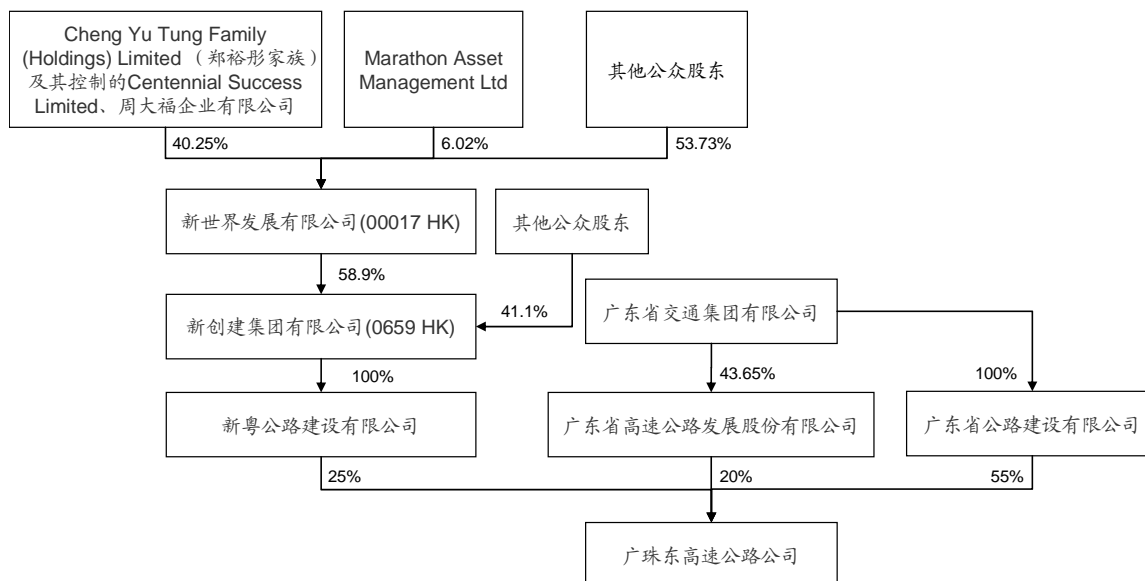 Cheng Yu Tung Family
(Holdings) Limited （郑裕彤家族）
及其控制的Centennial Success
Limited、周大福企业有限公司
Marathon Asset
Management Ltd
其他公众股东
40.25%
6.02%
53.73%
新世界发展有限公司(00017 HK)
其他公众股东
58.9%
新创建集团有限公司(0659 HK)
41.1%
广东省交通集团有限公司
100%
43.65%
100%
新粤公路建设有限公司
广东省高速公路发展股份有限公司
广东省公路建设有限公司
25%
20%
55%
广珠东高速公路公司